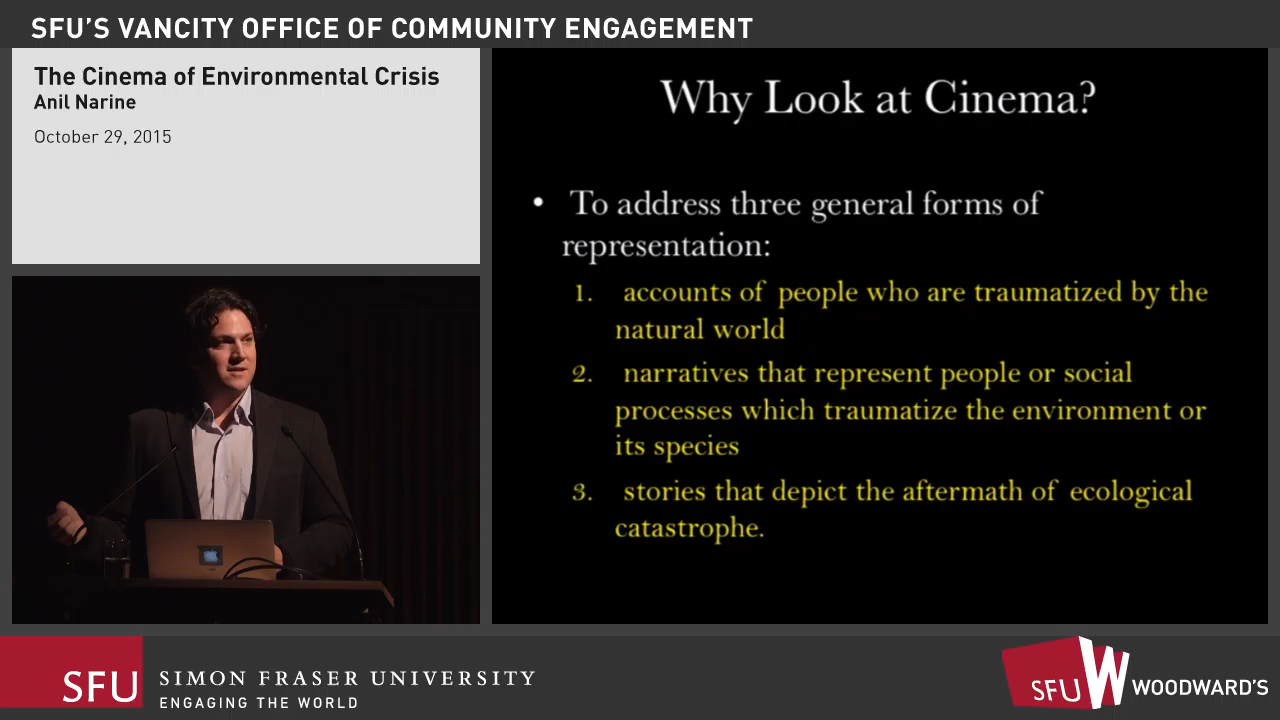 SFU'S VANCITY OFFICE OF COMMUNITY ENGAGEMENT
The Cinema of Environmental Crisis
Anil Narine
October 29, 2015
Why Look at Cinema?
• To address three general forms of
representation:
1. accounts of people who are traumatized by the
natural world
2. narratives that represent people or social
processes which traumatize the environment or
its species
3. stories that depict the aftermath of ecological
catastrophe.
SFU
SIMON FRASER UNIVERSITY
ENGAGING THE WORLD
SFU W WOODWARD'S